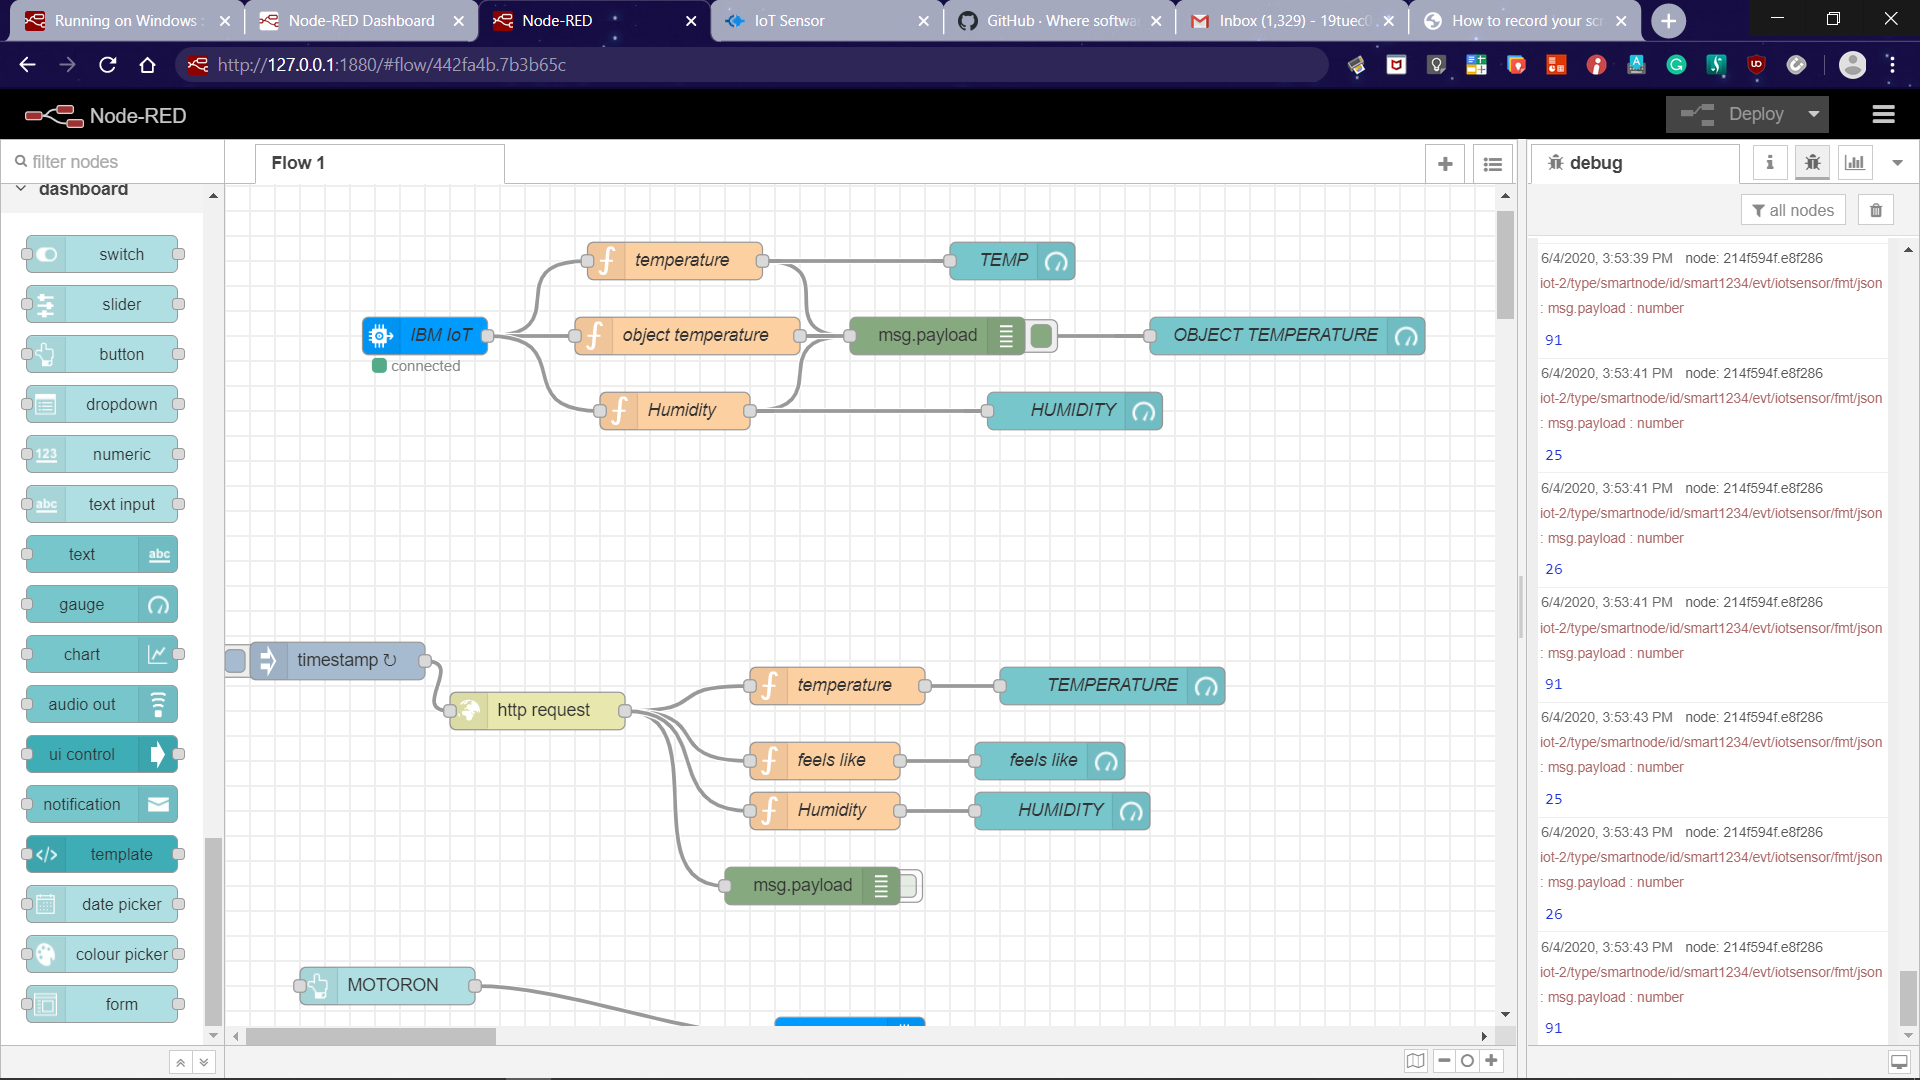 Running on Windows :
Node-RED Dashboard
Node-RED
IoT Sensor
GitHub · Where softwa
Inbox (1,329) - 19tuec0
How to record your scr
http://127.0.0.1:1880/#flow/442fa4b.7b3b65c
Node-RED
Deploy
filter nodes
Flow 1
debug
all nodes
dashboard
switch
slider
button
dropdown
numeric
text input
text
gauge
chart
audio out
ui control
notification
template
date picker
colour picker
form
temperature
TEMP
IBM IoT
connected
object temperature
msg.payload
OBJECT TEMPERATURE
Humidity
HUMIDITY
timestamp ↻
http request
temperature
TEMPERATURE
feels like
feels like
Humidity
HUMIDITY
msg.payload
MOTORON
6/4/2020, 3:53:39 PM node: 214f594f.e8f286
iot-2/type/smartnode/id/smart1234/evt/iotsensor/fmt/json
: msg.payload : number
91
6/4/2020, 3:53:41 PM node: 214f594f.e8f286
iot-2/type/smartnode/id/smart1234/evt/iotsensor/fmt/json
: msg.payload : number
25
6/4/2020, 3:53:41 PM node: 214f594f.e8f286
iot-2/type/smartnode/id/smart1234/evt/iotsensor/fmt/json
: msg.payload : number
26
6/4/2020, 3:53:41 PM node: 214f594f.e8f286
iot-2/type/smartnode/id/smart1234/evt/iotsensor/fmt/json
: msg.payload : number
91
6/4/2020, 3:53:43 PM node: 214f594f.e8f286
iot-2/type/smartnode/id/smart1234/evt/iotsensor/fmt/json
: msg.payload : number
25
6/4/2020, 3:53:43 PM node: 214f594f.e8f286
iot-2/type/smartnode/id/smart1234/evt/iotsensor/fmt/json
: msg.payload : number
26
6/4/2020, 3:53:43 PM node: 214f594f.e8f286
iot-2/type/smartnode/id/smart1234/evt/iotsensor/fmt/json
: msg.payload : number
91